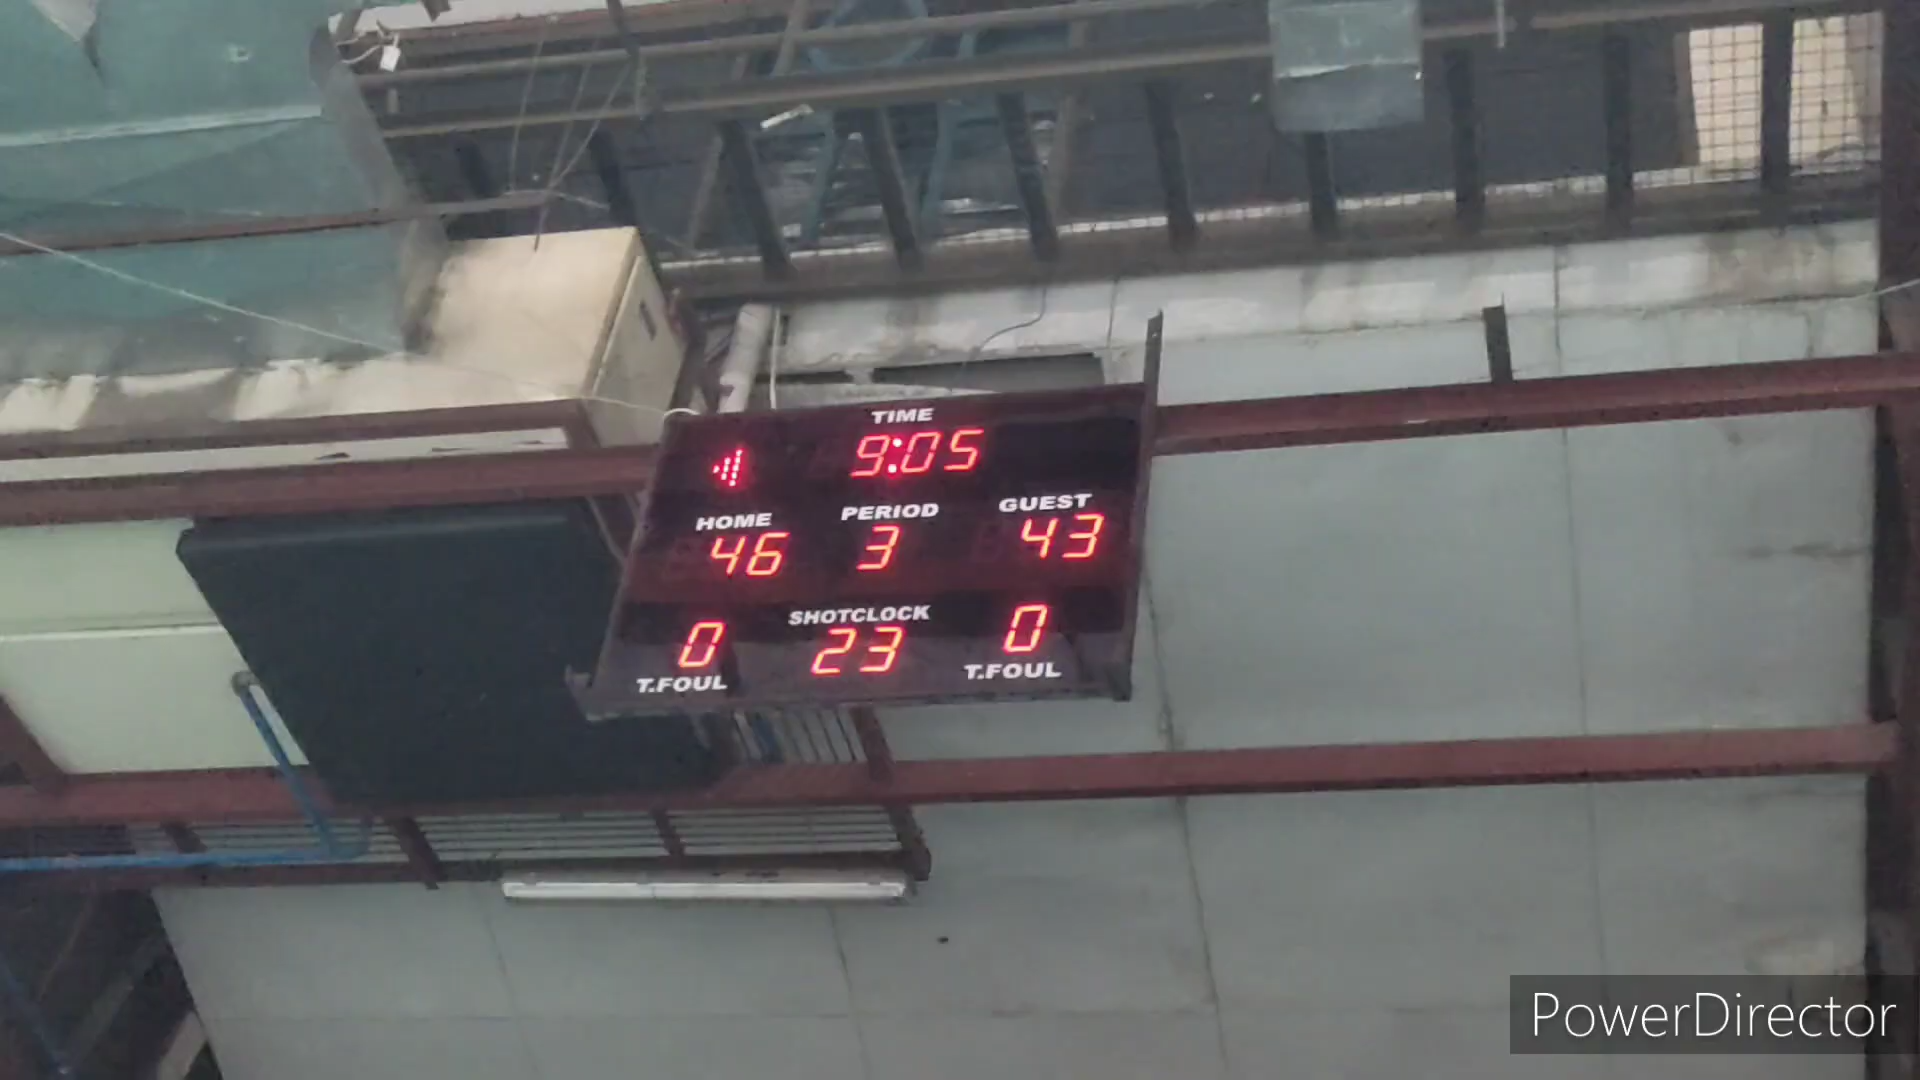 TIME
9:05
HOME PERIOD GUEST
46 3 43
SHOTCLOCK
0 23 0
T.FOUL T.FOUL
PowerDirector